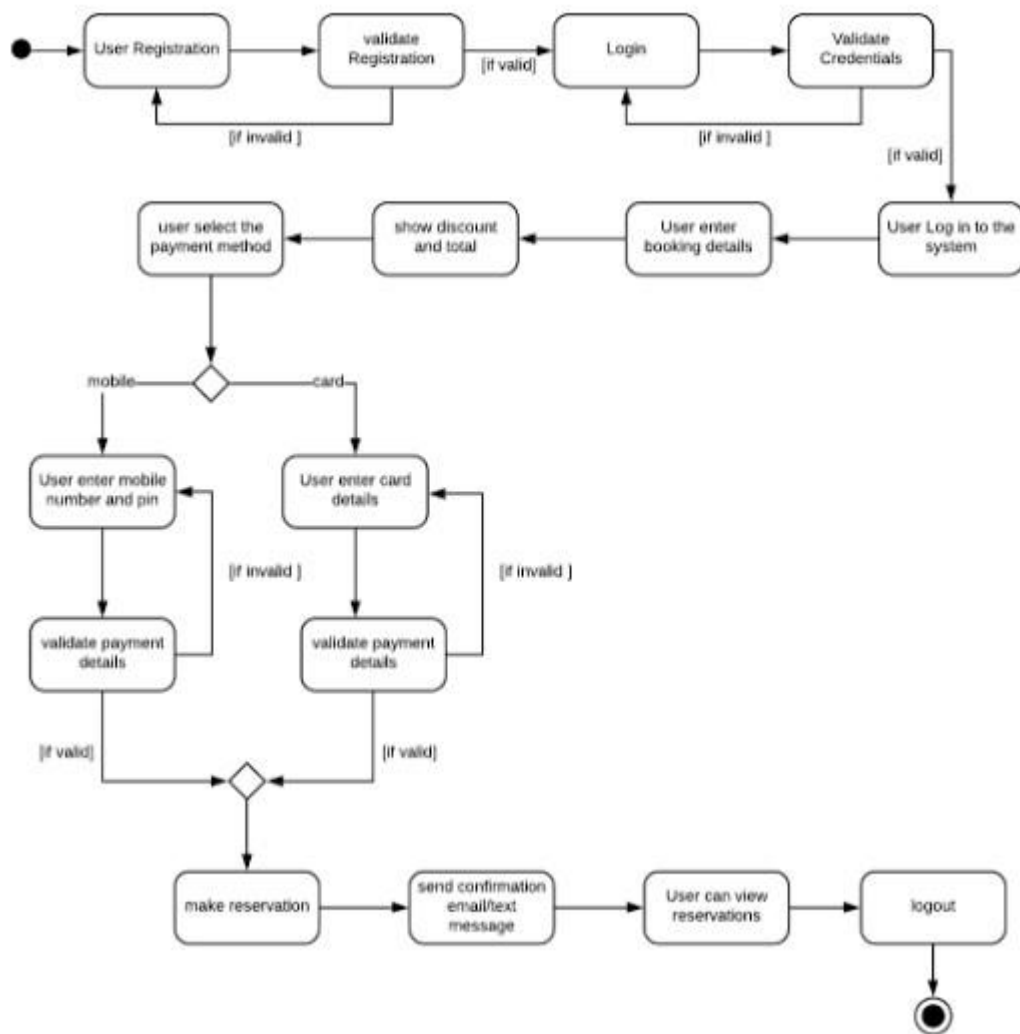 User Registration
validate
Registration
[if valid]
Login
Validate
Credentials
[if invalid ]
[if invalid ]
[if valid]
user select the
payment method
show discount
and total
User enter
booking details
User Log in to the
system
mobile
card
User enter mobile
number and pin
User enter card
details
[if invalid ]
[if invalid ]
validate payment
details
validate payment
details
[if valid]
[if valid]
make reservation
send confirmation
email/text
message
User can view
reservations
logout